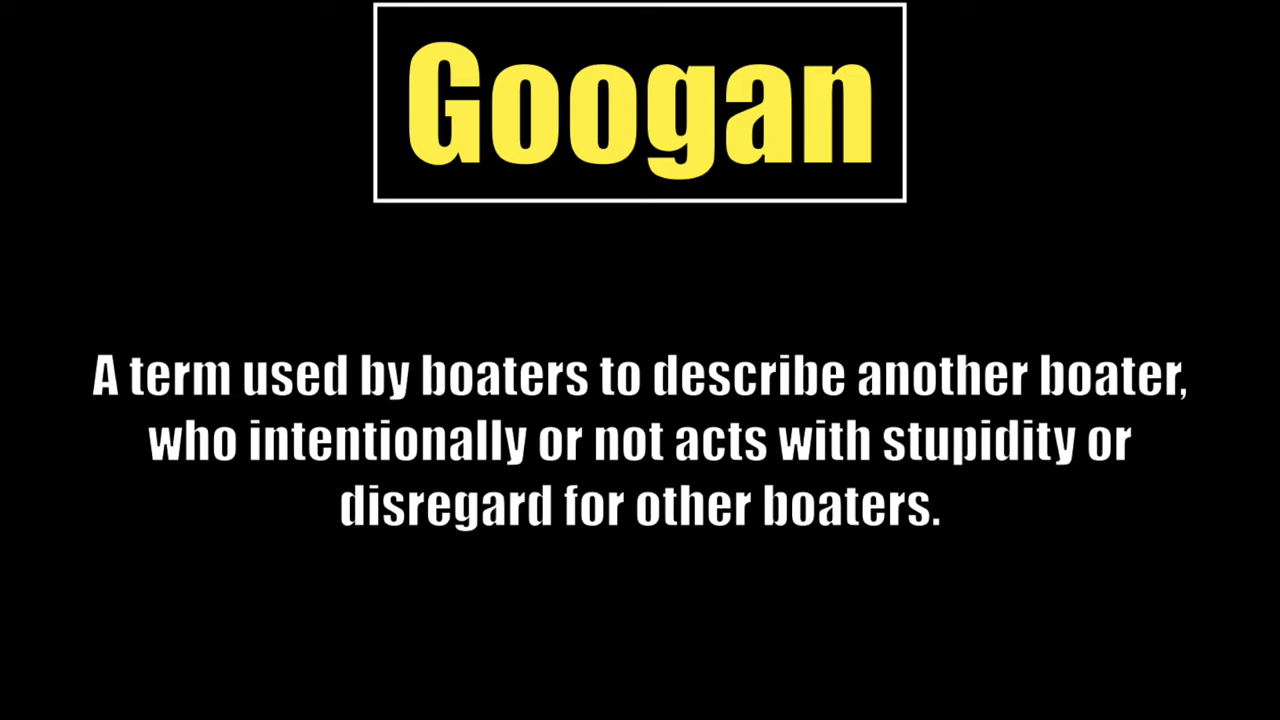 Googan
A term used by boaters to describe another boater,
who intentionally or not acts with stupidity or
disregard for other boaters.